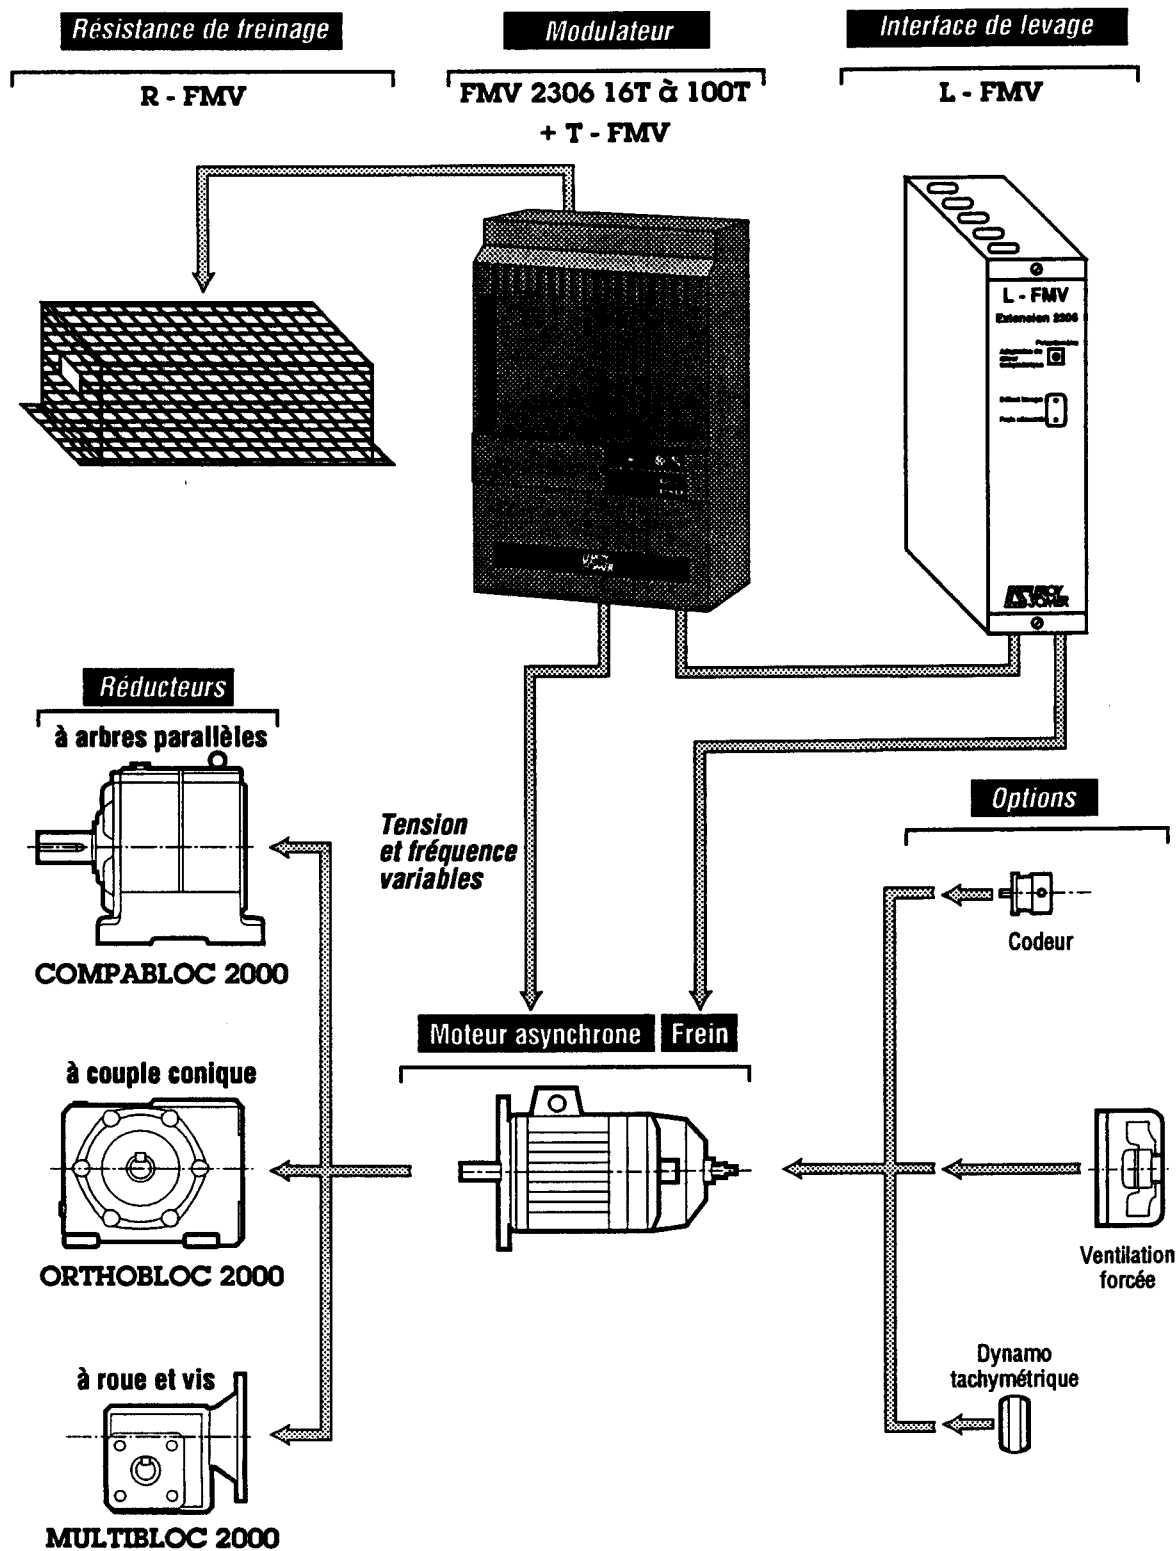 Résistance de freinage
R - FMV
Modulateur
FMV 2306 16T à 100T
+ T - FMV
Interface de levage
L - FMV
L - FMV
Extension 2306
LEROY
SOMER
Réducteurs
à arbres parallèles
COMPABLOC 2000
à couple conique
ORTHOBLOC 2000
à roue et vis
MULTIBLOC 2000
Tension
et fréquence
variables
Moteur asynchrone
Frein
Options
Codeur
Ventilation
forcée
Dynamo
tachymétrique